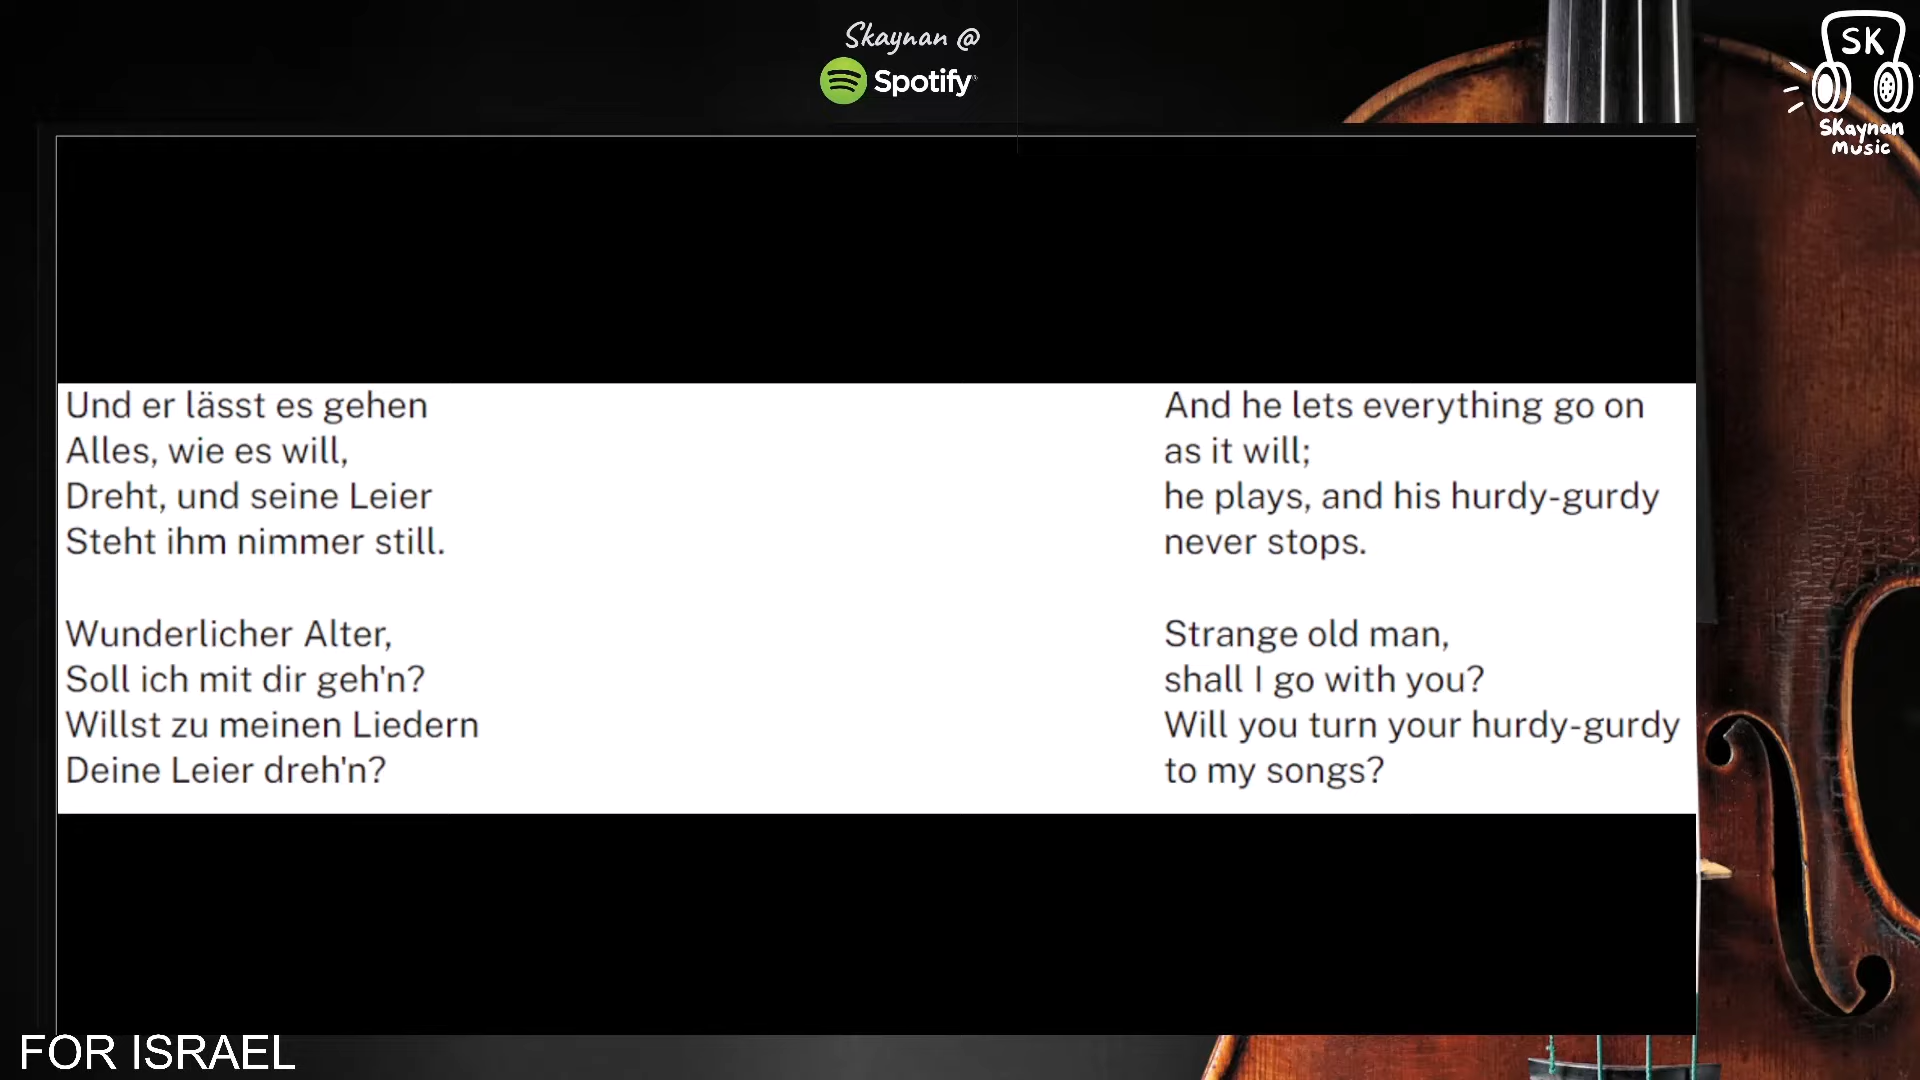 Skaynan @
Spotify
SK
SKaynan
Music
Und er lässt es gehen
Alles, wie es will,
Dreht, und seine Leier
Steht ihm nimmer still.
Wunderlicher Alter,
Soll ich mit dir geh'n?
Willst zu meinen Liedern
Deine Leier dreh'n?
And he lets everything go on
as it will;
he plays, and his hurdy-gurdy
never stops.
Strange old man,
shall I go with you?
Will you turn your hurdy-gurdy
to my songs?
FOR ISRAEL